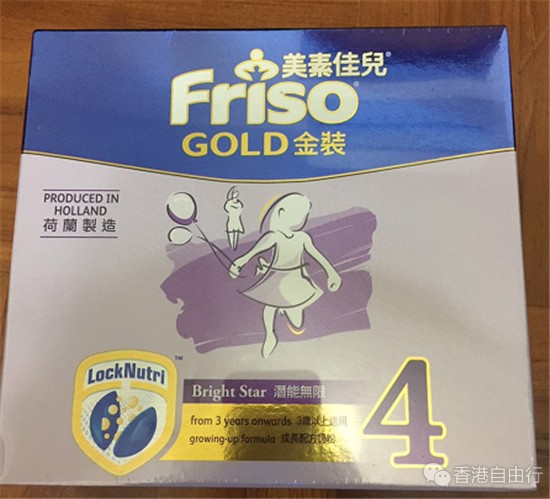 美素佳兒®
Friso®
GOLD 金裝
PRODUCED IN
HOLLAND
荷蘭製造
LockNutri™
Bright Star 潛能無限
from 3 years onwards 3歲以上適用
growing-up formula 成長配方奶粉
4
香港自由行